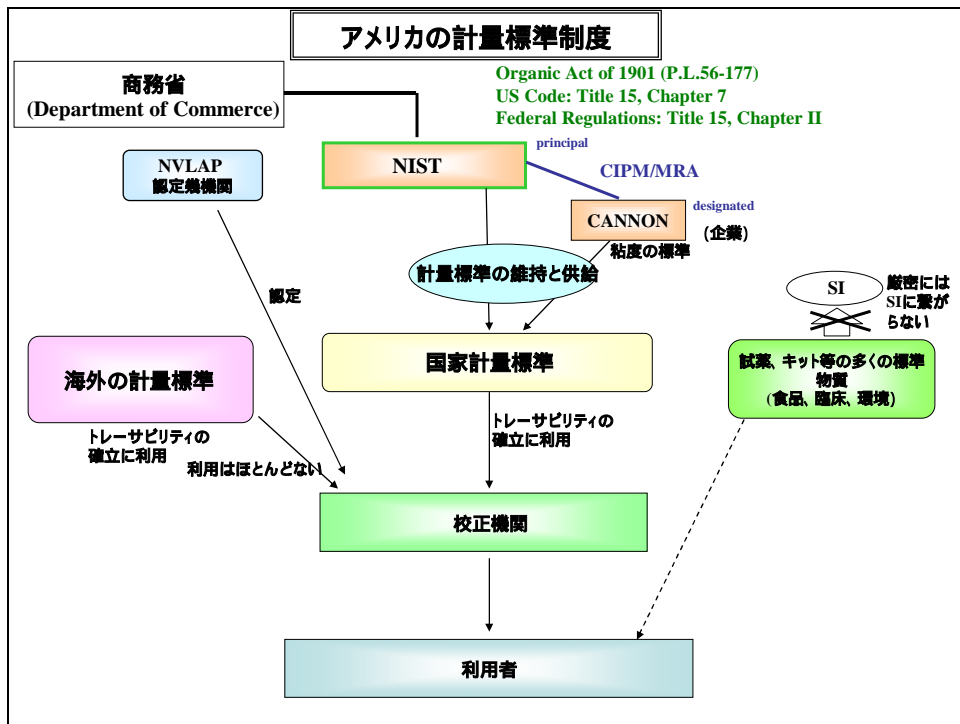 アメリカの計量標準制度
商務省
(Department of Commerce)
Organic Act of 1901 (P.L.56-177)
US Code: Title 15, Chapter 7
Federal Regulations: Title 15, Chapter II
NVLAP
認定幾機関
NIST
principal
CIPM/MRA
CANNON
designated
(企業)
粘度の標準
計量標準の維持と供給
認定
SI
厳密には
SIに繋が
らない
海外の計量標準
国家計量標準
試薬、キット等の多くの標準
物質
(食品、臨床、環境)
トレーサビリティの
確立に利用
利用はほとんどない
トレーサビリティの
確立に利用
校正機関
利用者